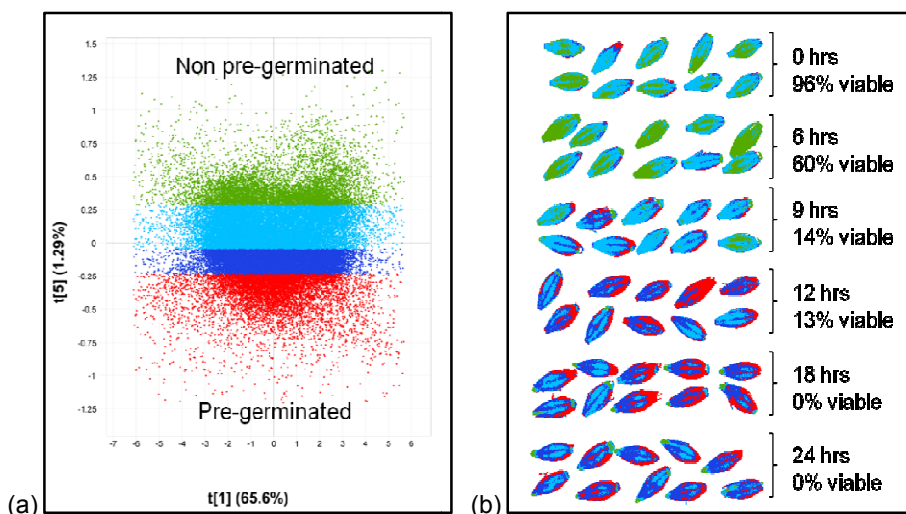 1.5
Non pre-germinated
1
0.75
0.5
0.25
0
-0.25
-0.5
-0.75
-1
Pre-germinated
-1.25
-7 -6 -5 -4 -3 -2 -1 0 1 2 3 4 5 6
t[5] (1.29%)
t[1] (65.6%)
(a)
0 hrs
96% viable
6 hrs
60% viable
9 hrs
14% viable
12 hrs
13% viable
18 hrs
0% viable
24 hrs
0% viable
(b)